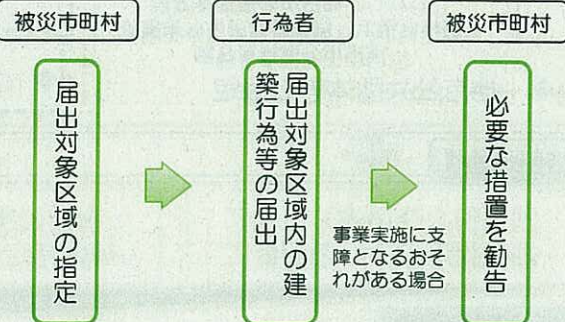 被災市町村
行為者
被災市町村
届出対象区域の指定
届出対象区域内の建
築行為等の届出
事業実施に支
障となるおそ
れがある場合
必要な措置を勧告